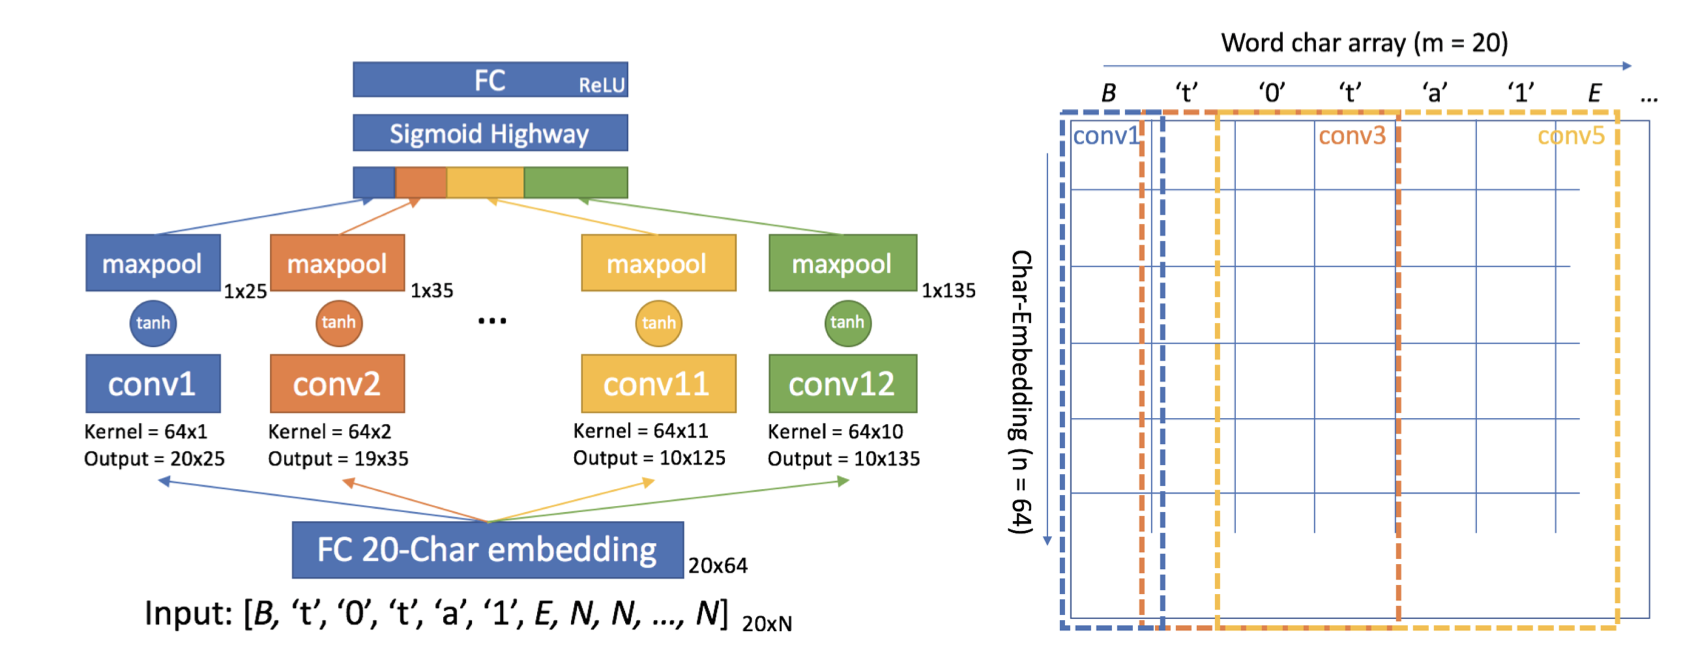 FC
ReLU
Sigmoid Highway
maxpool
1x25
maxpool
1x35
maxpool
maxpool
1x135
tanh
tanh
...
tanh
tanh
conv1
conv2
conv11
conv12
Kernel = 64x1
Output = 20x25
Kernel = 64x2
Output = 19x35
Kernel = 64x11
Output = 10x125
Kernel = 64x10
Output = 10x135
FC 20-Char embedding
20x64
Input: [B, ‘t’, ‘0’, ‘t’, ‘a’, ‘1’, E, N, N, ..., N] 20xN
Word char array (m = 20)
B ‘t’ ‘0’ ‘t’ ‘a’ ‘1’ E ...
conv1
conv3
conv5
Char-Embedding (n = 64)